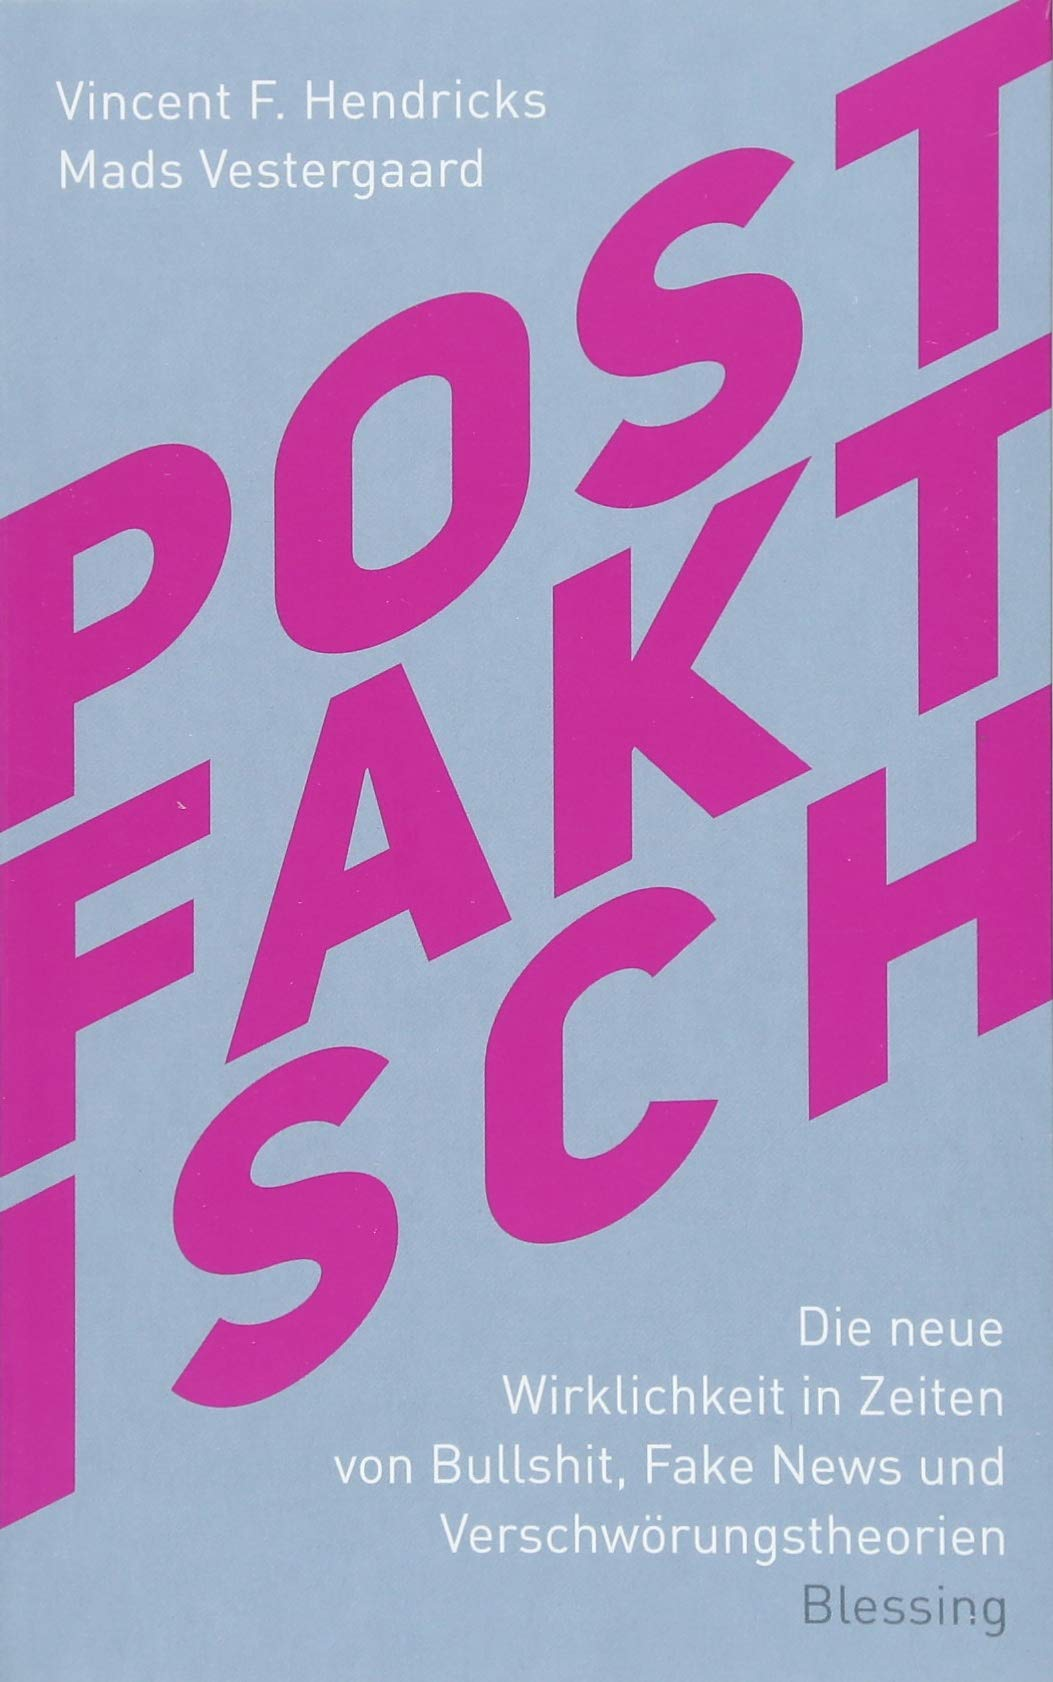 Vincent F. Hendricks
Mads Vestergaard
POST
FAKT
ISCH
Die neue
Wirklichkeit in Zeiten
von Bullshit, Fake News und
Verschwörungstheorien
Blessing